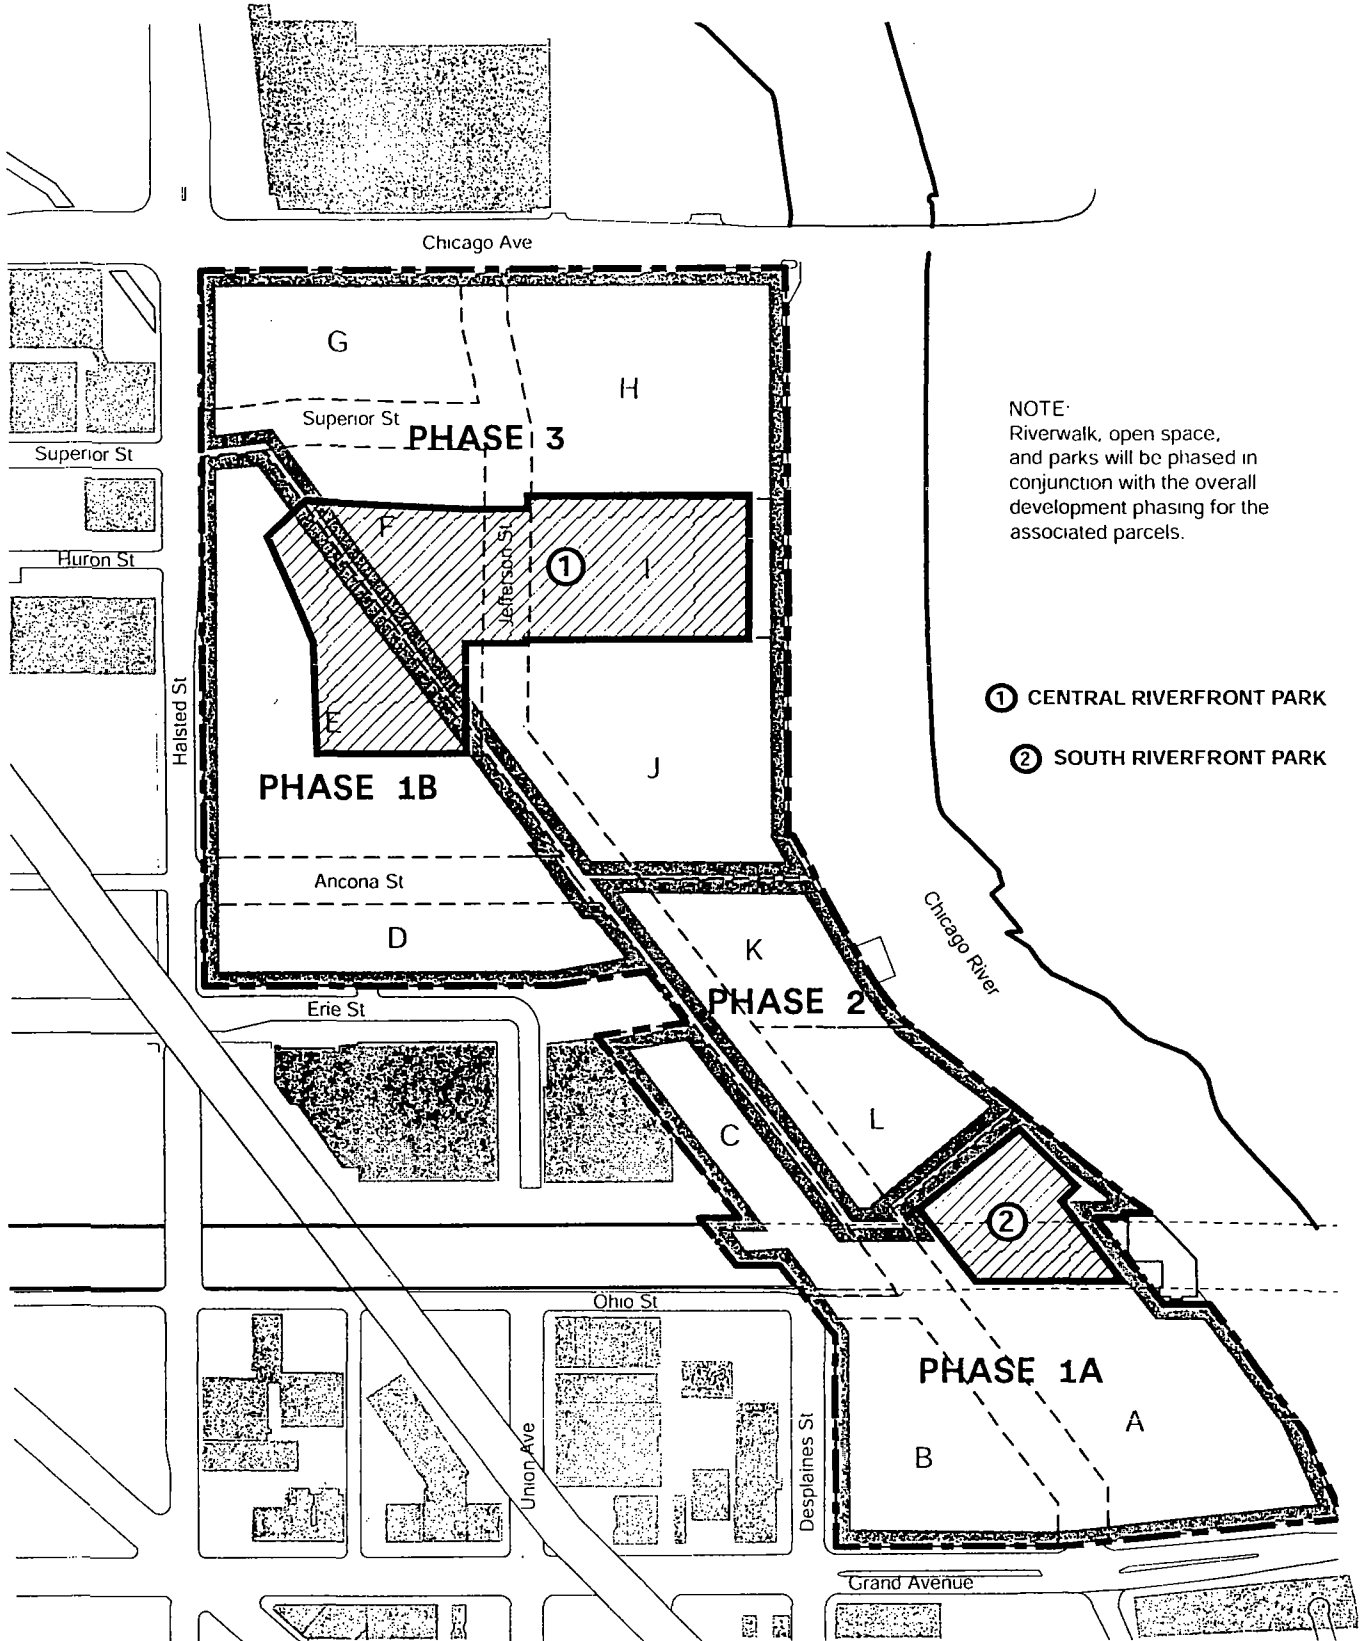 Chicago Ave
G
H
Superior St
PHASE 3
NOTE:
Riverwalk, open space,
and parks will be phased in
conjunction with the overall
development phasing for the
associated parcels.
Superior St
F
Jefferson St
1
I
Huron St
Halsted St
1 CENTRAL RIVERFRONT PARK
E
2 SOUTH RIVERFRONT PARK
J
PHASE 1B
Ancona St
Chicago River
D
K
PHASE 2
Erie St
L
C
2
Ohio St
PHASE 1A
A
B
Union Ave
Desplaines St
Grand Avenue